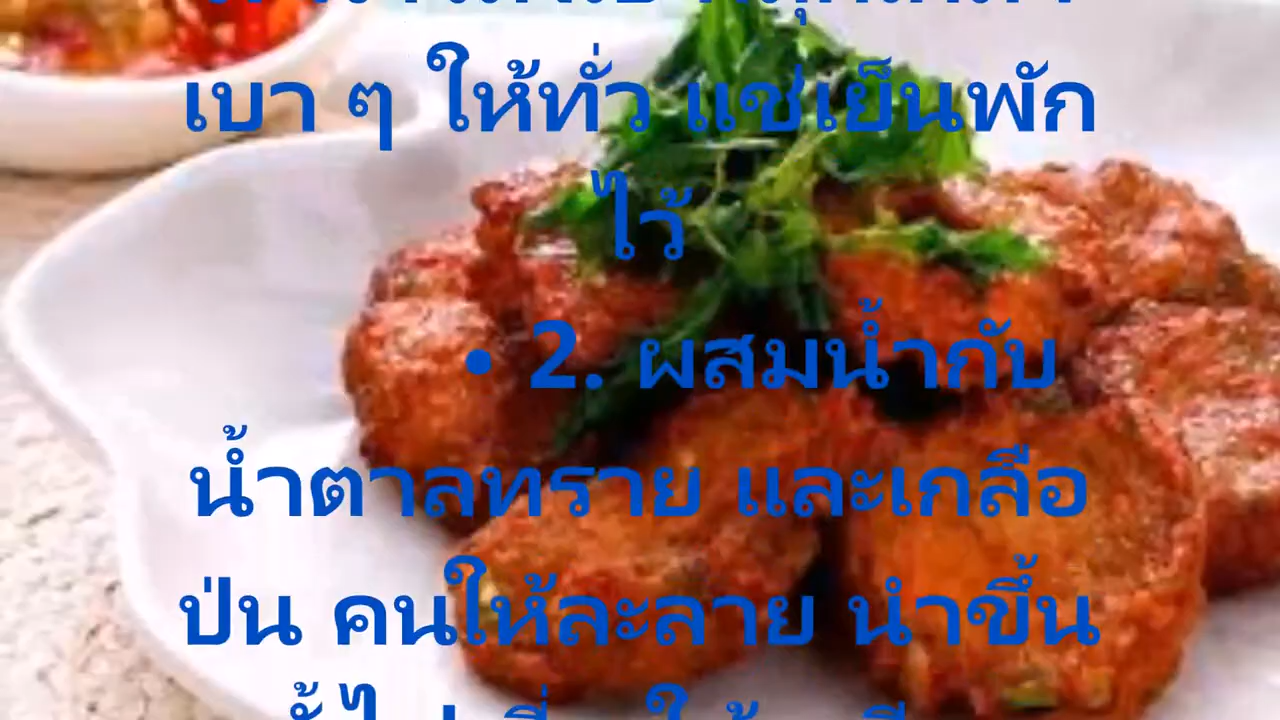 เบา ๆ ให้ทั่ว แช่เย็นพัก
ไว้
• 2. ผสมน้ำกับ
น้ำตาลทราย และเกลือ
ป่น คนให้ละลาย นำขึ้น